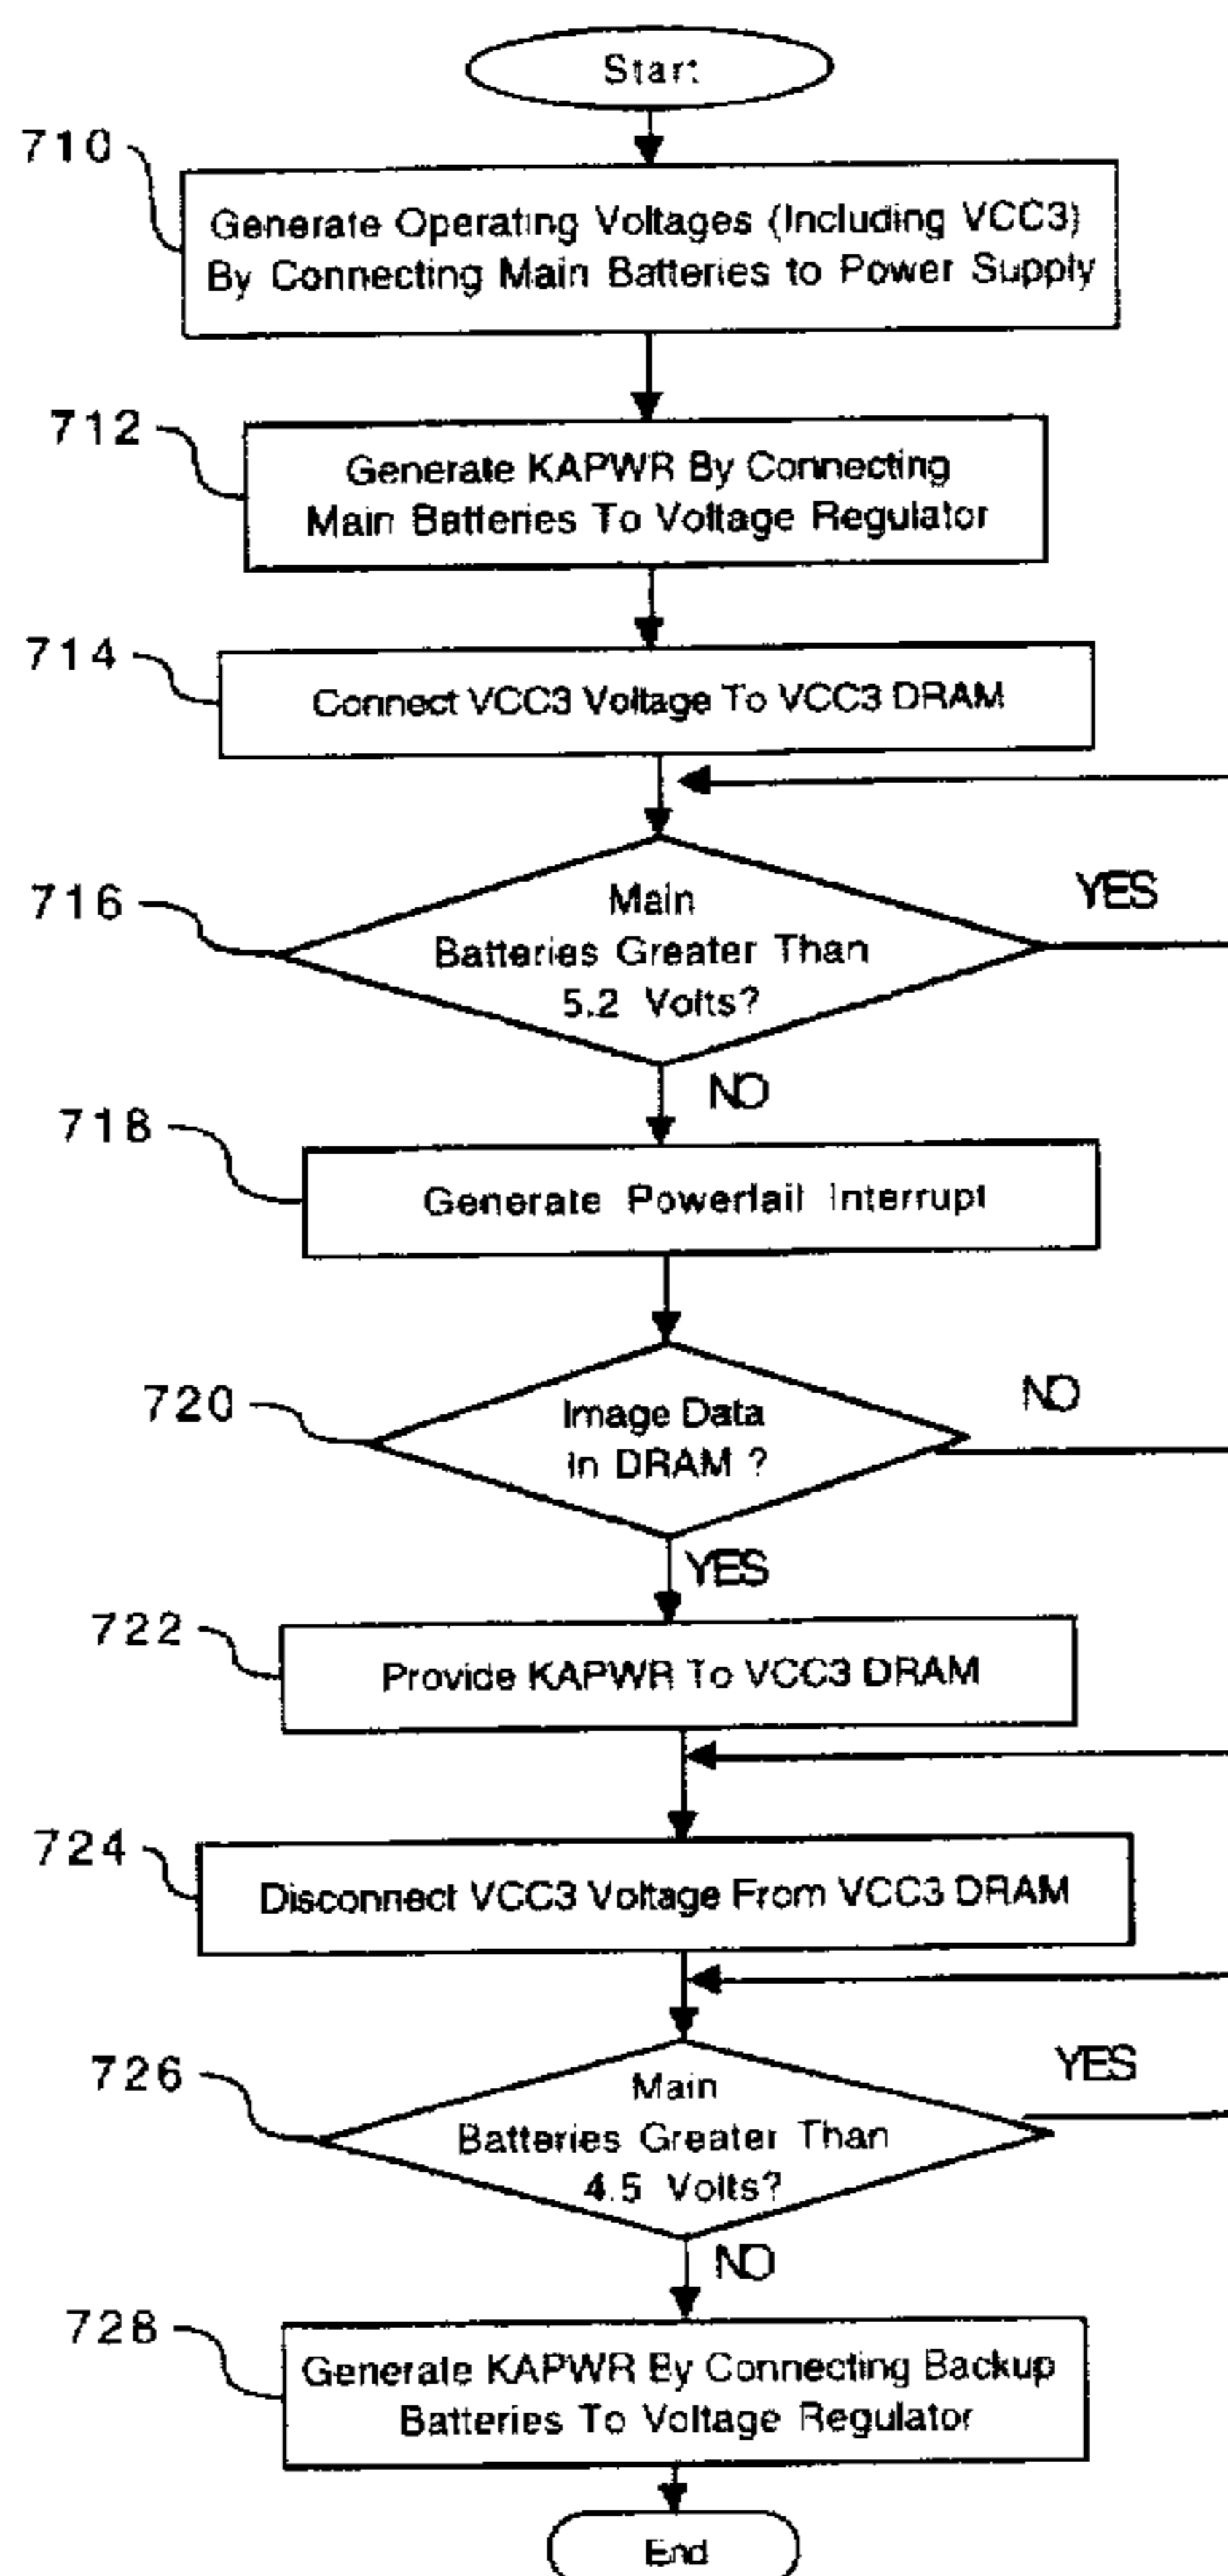 Start
710
Generate Operating Voltages (Including VCC3)
By Connecting Main Batteries to Power Supply
712
Generate KAPWR By Connecting
Main Batteries To Voltage Regulator
714
Connect VCC3 Voltage To VCC3 DRAM
716
Main
Batteries Greater Than
5.2 Volts?
YES
NO
718
Generate Powerfail Interrupt
720
Image Data
In DRAM ?
NO
YES
722
Provide KAPWR To VCC3 DRAM
724
Disconnect VCC3 Voltage From VCC3 DRAM
726
Main
Batteries Greater Than
4.5 Volts?
YES
NO
728
Generate KAPWR By Connecting Backup
Batteries To Voltage Regulator
End